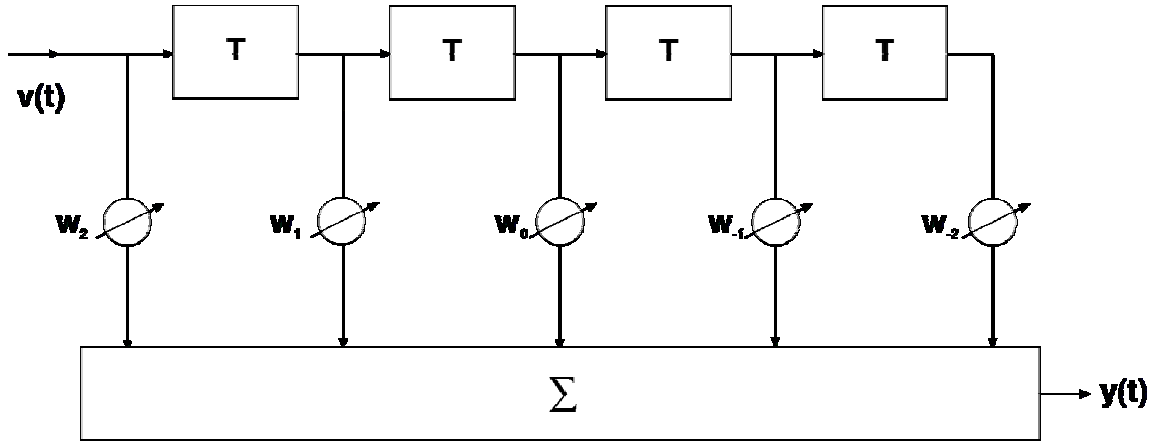 T T T T
v(t)
W₂ W₁ W₀ W₋₁ W₋₂
Σ
y(t)